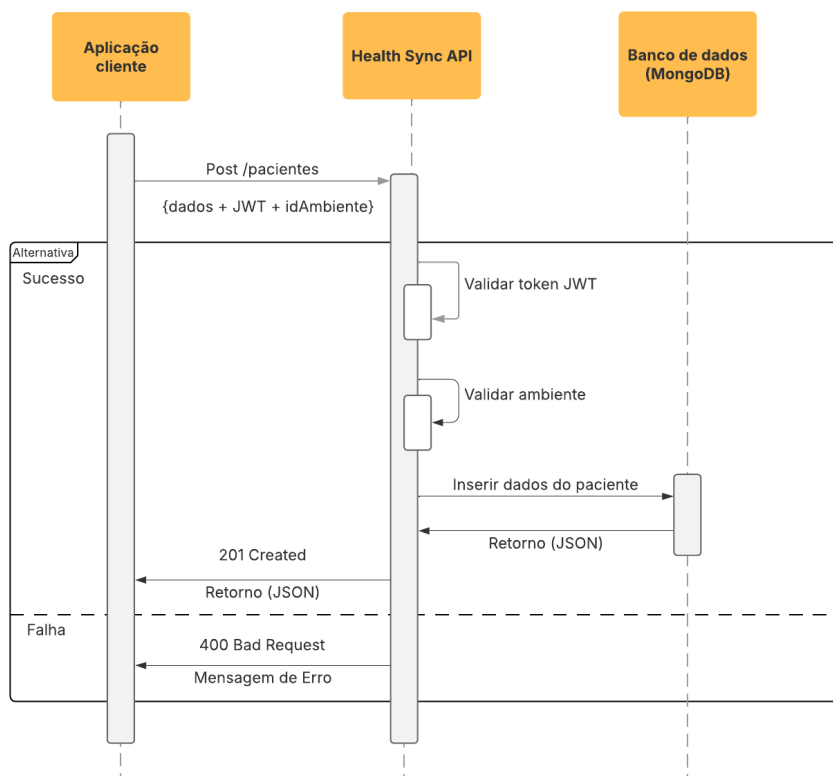 Aplicação
cliente
Health Sync API
Banco de dados
(MongoDB)
Post /pacientes
{dados + JWT + idAmbiente}
Alternativa
Sucesso
Validar token JWT
Validar ambiente
Inserir dados do paciente
Retorno (JSON)
201 Created
Retorno (JSON)
Falha
400 Bad Request
Mensagem de Erro